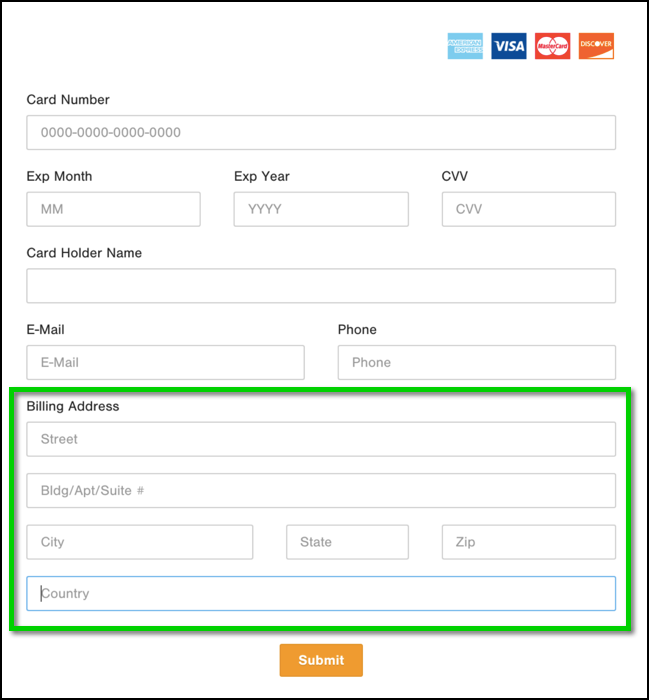 AMERICAN EXPRESS VISA MasterCard DISCOVER
Card Number
0000-0000-0000-0000
Exp Month Exp Year CVV
MM YYYY CVV
Card Holder Name
E-Mail Phone
E-Mail Phone
Billing Address
Street
Bldg/Apt/Suite #
City State Zip
Country
Submit